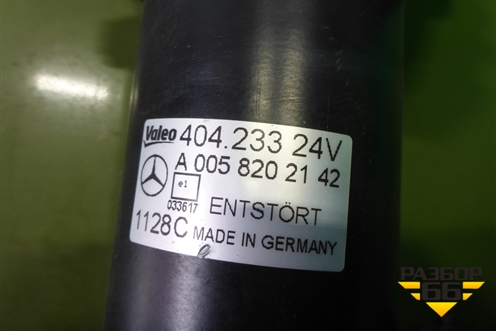 Valeo 404.233 24V
A 005 820 21 42
e1
033617 ENTSTÖRT
1128C MADE IN GERMANY
РАЗБОР
66